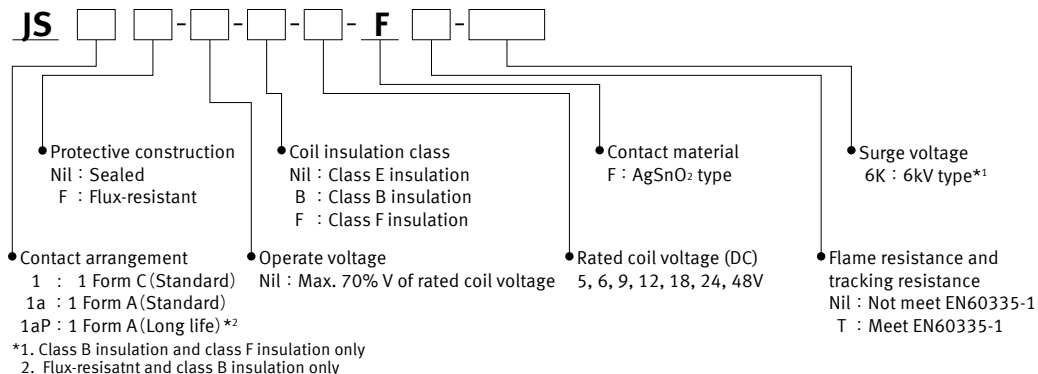 JS - - - - F -
Protective construction
Nil : Sealed
F : Flux-resistant
Coil insulation class
Nil : Class E insulation
B : Class B insulation
F : Class F insulation
Contact material
F : AgSnO2 type
Surge voltage
6K : 6kV type*1
Contact arrangement
1 : 1 Form C (Standard)
1a : 1 Form A (Standard)
1aP : 1 Form A (Long life) *2
Operate voltage
Nil : Max. 70% V of rated coil voltage
Rated coil voltage (DC)
5, 6, 9, 12, 18, 24, 48V
Flame resistance and
tracking resistance
Nil : Not meet EN60335-1
T : Meet EN60335-1
*1. Class B insulation and class F insulation only
2. Flux-resisatnt and class B insulation only